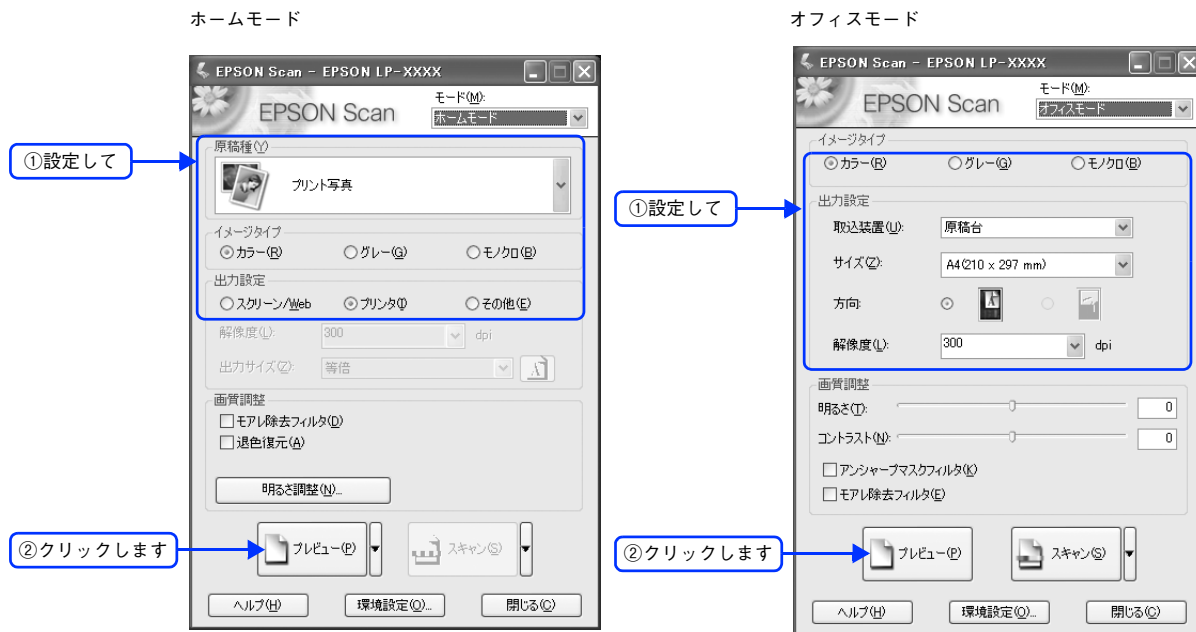 ホームモード
EPSON Scan - EPSON LP-XXXX
EPSON Scan
モード(M):
ホームモード
①設定して
原稿種(Y)
プリント写真
イメージタイプ
カラー(R) グレー(G) モノクロ(B)
出力設定
スクリーン/Web プリンタ(I) その他(E)
解像度(L): 300 dpi
出力サイズ(Z): 等倍
画質調整
モアレ除去フィルタ(D)
退色復元(A)
明るさ調整(N)...
②クリックします
プレビュー(P) スキャン(S)
ヘルプ(H) 環境設定(O)... 閉じる(C)
オフィスモード
EPSON Scan - EPSON LP-XXXX
EPSON Scan
モード(M):
オフィスモード
イメージタイプ
カラー(R) グレー(G) モノクロ(B)
①設定して
出力設定
取込装置(U): 原稿台
サイズ(Z): A4(210 x 297 mm)
方向:
解像度(L): 300 dpi
画質調整
明るさ(T): 0
コントラスト(N): 0
アンシャープマスクフィルタ(K)
モアレ除去フィルタ(E)
②クリックします
プレビュー(P) スキャン(S)
ヘルプ(H) 環境設定(O)... 閉じる(C)